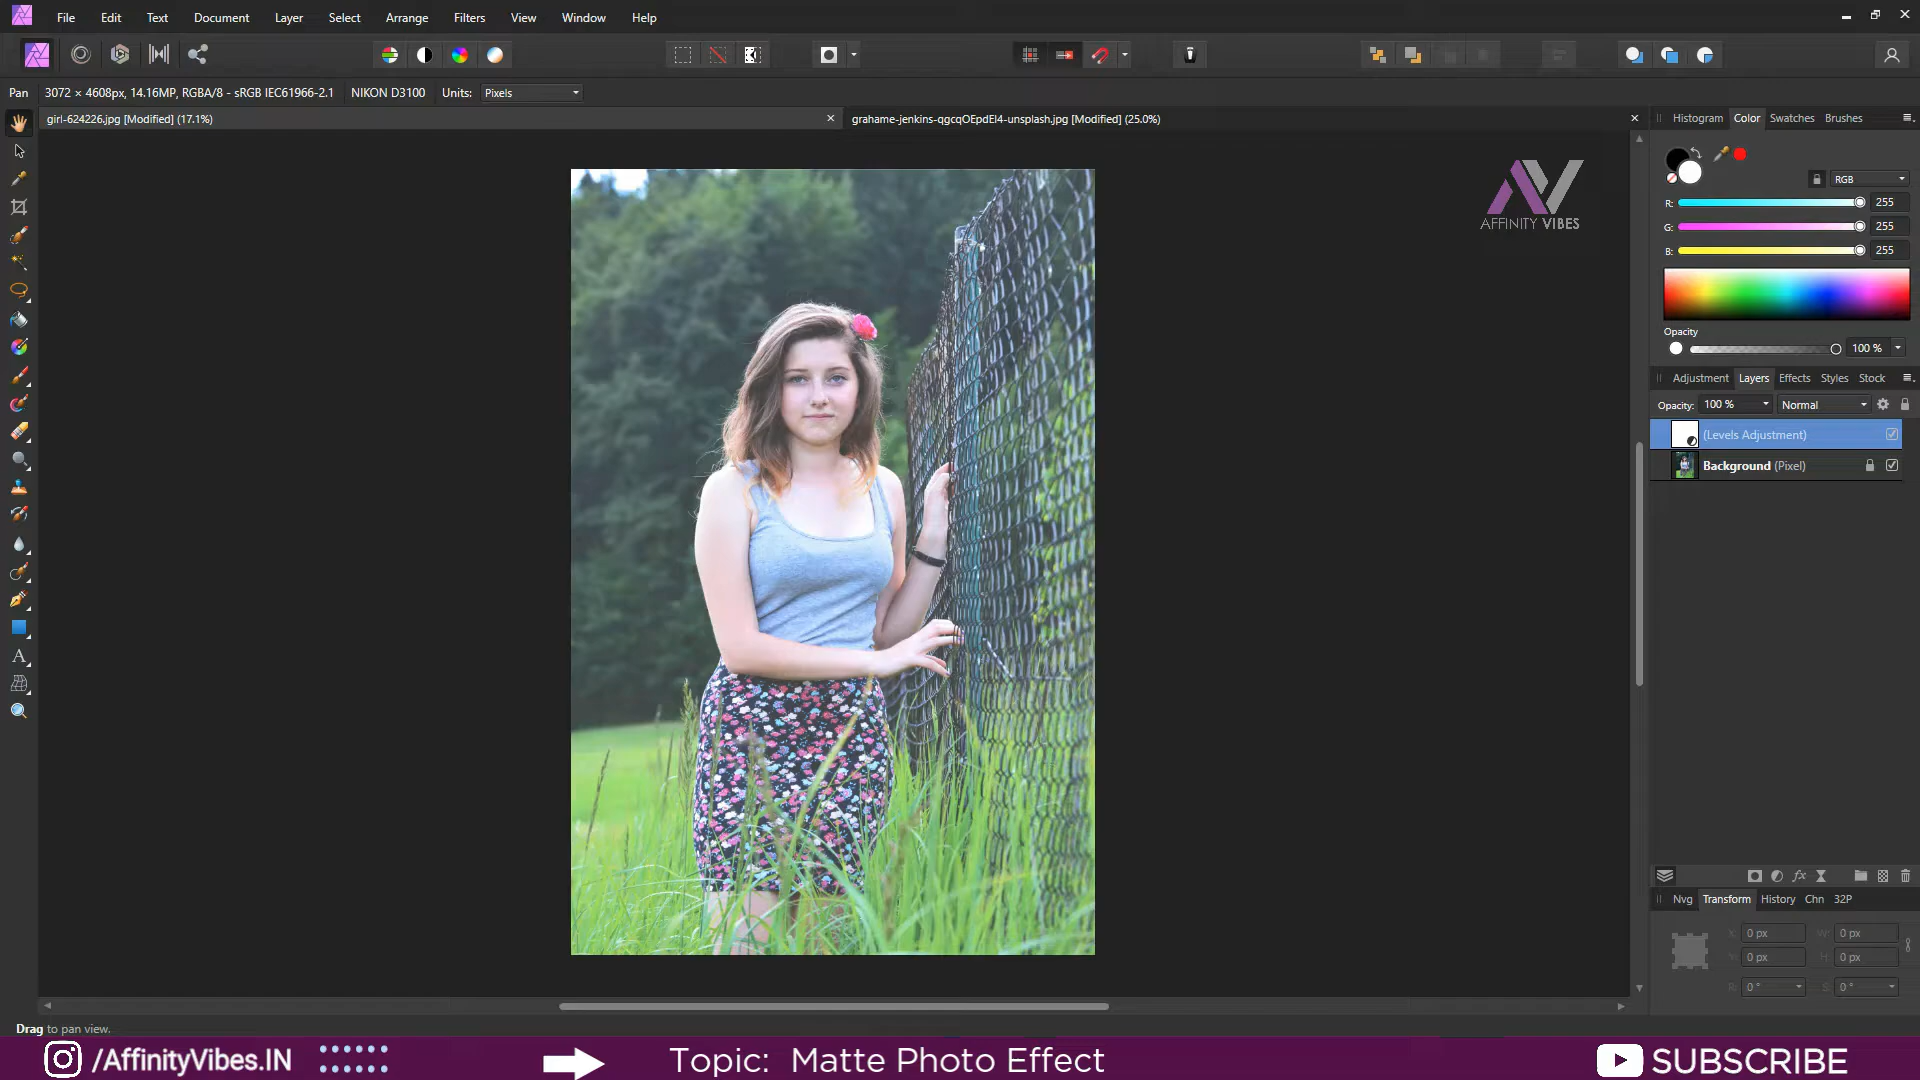 File Edit Text Document Layer Select Arrange Filters View Window Help
Pan 3072 × 4608px, 14.16MP, RGBA/8 - sRGB IEC61966-2.1 NIKON D3100 Units: Pixels
girl-624226.jpg [Modified] (17.1%)
grahame-jenkins-qgcqOEpdEI4-unsplash.jpg [Modified] (25.0%)
Histogram Color Swatches Brushes
RGB
R: 255
G: 255
B: 255
Opacity
100 %
Adjustment Layers Effects Styles Stock
Opacity: 100 % Normal
(Levels Adjustment)
Background (Pixel)
fx
Nvg Transform History Chn 32P
X: 0 px W: 0 px
Y: 0 px H: 0 px
R: 0 ° S: 0 °
AV
AFFINITY VIBES
A
Drag to pan view.
/AffinityVibes.IN
Topic: Matte Photo Effect
SUBSCRIBE